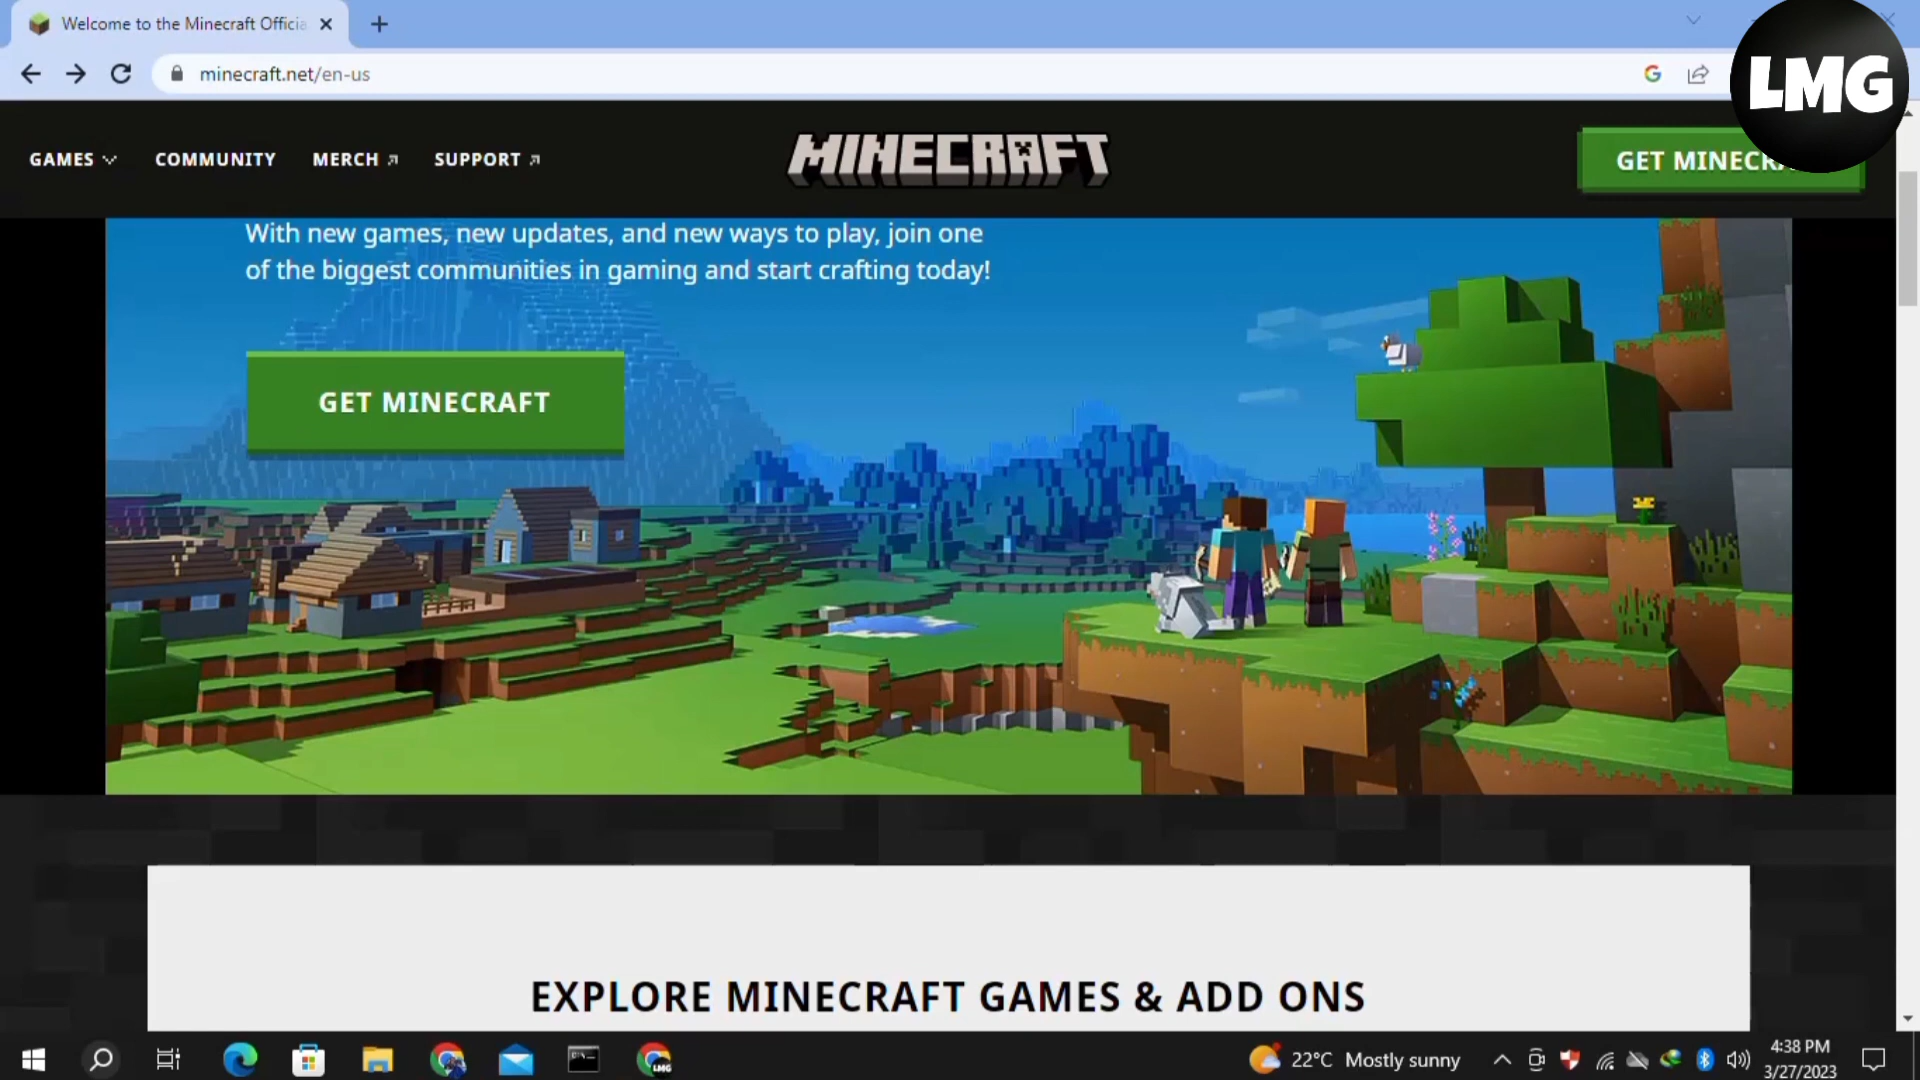 Welcome to the Minecraft Officia
minecraft.net/en-us
LMG
GAMES
COMMUNITY
MERCH
SUPPORT
MINECRAFT
GET
With new games, new updates, and new ways to play, join one
of the biggest communities in gaming and start crafting today!
GET MINECRAFT
EXPLORE MINECRAFT GAMES & ADD ONS
LMG
22°C Mostly sunny
4:38 PM
3/27/2023